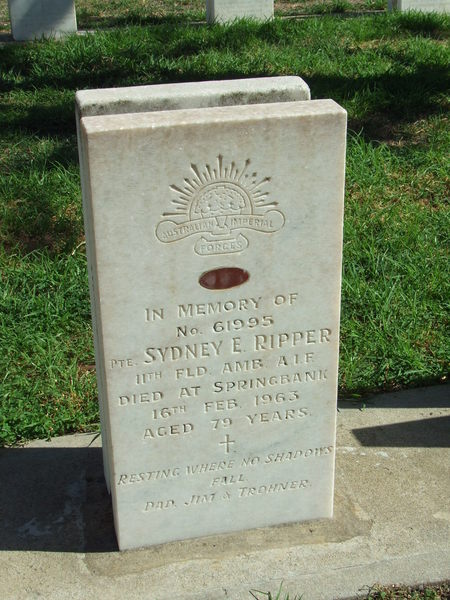 AUSTRALIAN IMPERIAL
FORCES
IN MEMORY OF
No. 61995
PTE. SYDNEY E. RIPPER
11TH FLD. AMB. A.I.F.
DIED AT SPRINGBANK
16TH FEB. 1963
AGED 79 YEARS.
RESTING WHERE NO SHADOWS
FALL.
DAD, JIM & TROHNER.